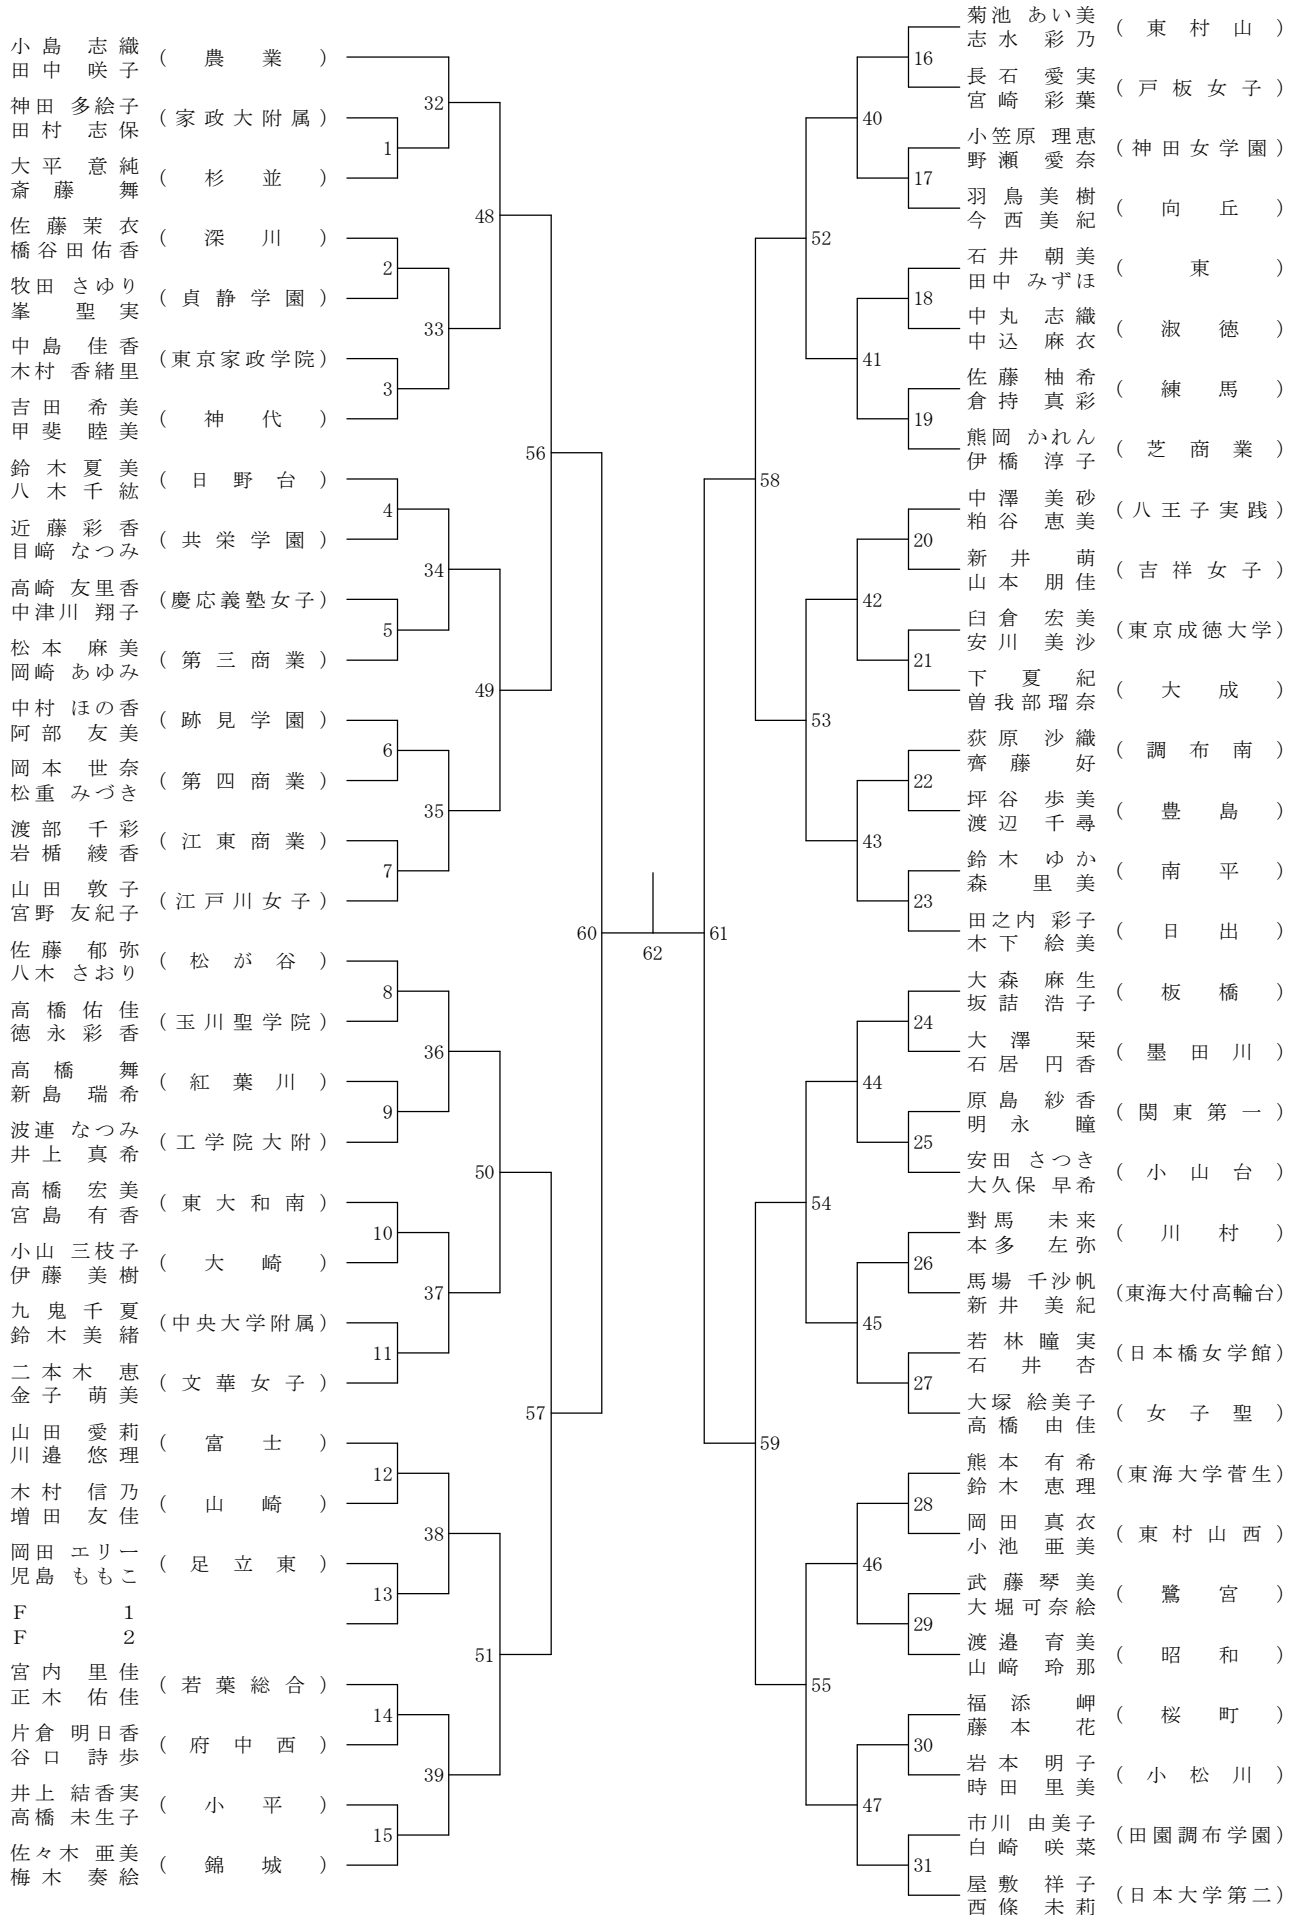 小島 志織
田中 咲子
( 農 業 )
神田 多絵子
田村 志保
(家政大附属)
大平 意純
斎藤 舞
( 杉 並 )
佐藤茉衣
橋谷田佑香
( 深 川 )
牧田 さゆり
峯 聖実
( 貞静学園 )
中島 佳香
木村 香緒里
(東京家政学院)
吉田 希美
甲斐 睦美
( 神 代 )
鈴木夏美
八木千紘
( 日野台 )
近藤彩香
目﨑 なつみ
( 共栄学園 )
高崎 友里香
中津川 翔子
(慶応義塾女子)
松本 麻美
岡崎 あゆみ
( 第三商業 )
中村 ほの香
阿部 友美
( 跡見学園 )
岡本 世奈
松重 みづき
( 第四商業 )
渡部 千彩
岩楯 綾香
( 江東商業 )
山田 敦子
宮野 友紀子
(江戸川女子)
佐藤 郁弥
八木 さおり
( 松が谷 )
高橋佑佳
徳永彩香
(玉川聖学院)
高橋 舞
新島 瑞希
( 紅葉川 )
波連 なつみ
井上 真希
(工学院大附)
高橋 宏美
宮島 有香
( 東大和南 )
小山 三枝子
伊藤 美樹
( 大 崎 )
九鬼千夏
鈴木美緒
(中央大学附属)
二本木 恵
金子 萌美
( 文華女子 )
山田 愛莉
川邉 悠理
( 富 士 )
木村 信乃
増田 友佳
( 山 崎 )
岡田 エリー
児島 ももこ
( 足立東 )
F 1
F 2
宮内 里佳
正木 佑佳
( 若葉総合 )
片倉 明日香
谷口 詩歩
( 府中西 )
井上 結香実
高橋 未生子
( 小 平 )
佐々木 亜美
梅木 奏絵
( 錦 城 )
1
2
3
4
5
6
7
8
9
10
11
12
13
14
15
32
33
34
35
36
37
38
39
48
49
50
51
56
57
60
62
61
58
59
52
53
54
55
40
41
42
43
44
45
46
47
16
17
18
19
20
21
22
23
24
25
26
27
28
29
30
31
菊池 あい美
志水 彩乃
( 東村山 )
長石 愛実
宮崎 彩葉
( 戸板女子 )
小笠原 理恵
野瀬 愛奈
(神田女学園)
羽鳥美樹
今西美紀
( 向 丘 )
石井 朝美
田中 みずほ
( 東 )
中丸 志織
中込 麻衣
( 淑 徳 )
佐藤 柚希
倉持 真彩
( 練 馬 )
熊岡 かれん
伊橋 淳子
( 芝商業 )
中澤 美砂
粕谷 恵美
(八王子実践)
新井 萌
山本 朋佳
( 吉祥女子 )
臼倉 宏美
安川 美沙
(東京成徳大学)
下 夏紀
曽我部瑠奈
( 大 成 )
荻原 沙織
齊藤 好
( 調布南 )
坪谷 歩美
渡辺 千尋
( 豊 島 )
鈴木 ゆか
森 里美
( 南 平 )
田之内 彩子
木下 絵美
( 日 出 )
大森 麻生
坂詰 浩子
( 板 橋 )
大澤 栞
石居 円香
( 墨田川 )
原島 紗香
明永 瞳
( 関東第一 )
安田 さつき
大久保 早希
( 小山台 )
對馬 未来
本多 左弥
( 川 村 )
馬場 千沙帆
新井 美紀
(東海大付高輪台)
若林瞳実
石井 杏
(日本橋女学館)
大塚 絵美子
高橋 由佳
( 女子聖 )
熊本 有希
鈴木 恵理
(東海大学菅生)
岡田 真衣
小池 亜美
( 東村山西 )
武藤琴美
大堀可奈絵
( 鷺 宮 )
渡邉 育美
山﨑 玲那
( 昭 和 )
福添 岬
藤本 花
( 桜 町 )
岩本 明子
時田 里美
( 小松川 )
市川 由美子
白崎 咲菜
(田園調布学園)
屋敷 祥子
西條 未莉
(日本大学第二)